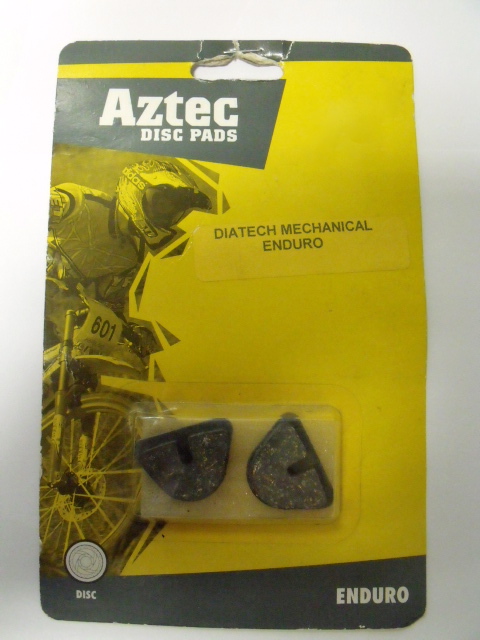 Aztec
DISC PADS
DIATECH MECHANICAL
ENDURO
601
DISC
ENDURO